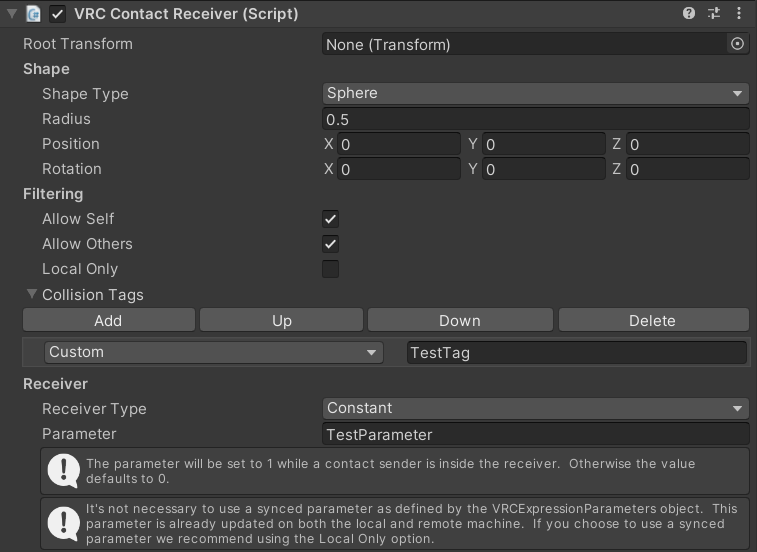 VRC Contact Receiver (Script)
Root Transform None (Transform)
Shape
Shape Type Sphere
Radius 0.5
Position X 0 Y 0 Z 0
Rotation X 0 Y 0 Z 0
Filtering
Allow Self
Allow Others
Local Only
Collision Tags
Add Up Down Delete
Custom TestTag
Receiver
Receiver Type Constant
Parameter TestParameter
The parameter will be set to 1 while a contact sender is inside the receiver.  Otherwise the value
defaults to 0.
It's not necessary to use a synced parameter as defined by the VRCExpressionParameters object.  This
parameter is already updated on both the local and remote machine.  If you choose to use a synced
parameter we recommend using the Local Only option.